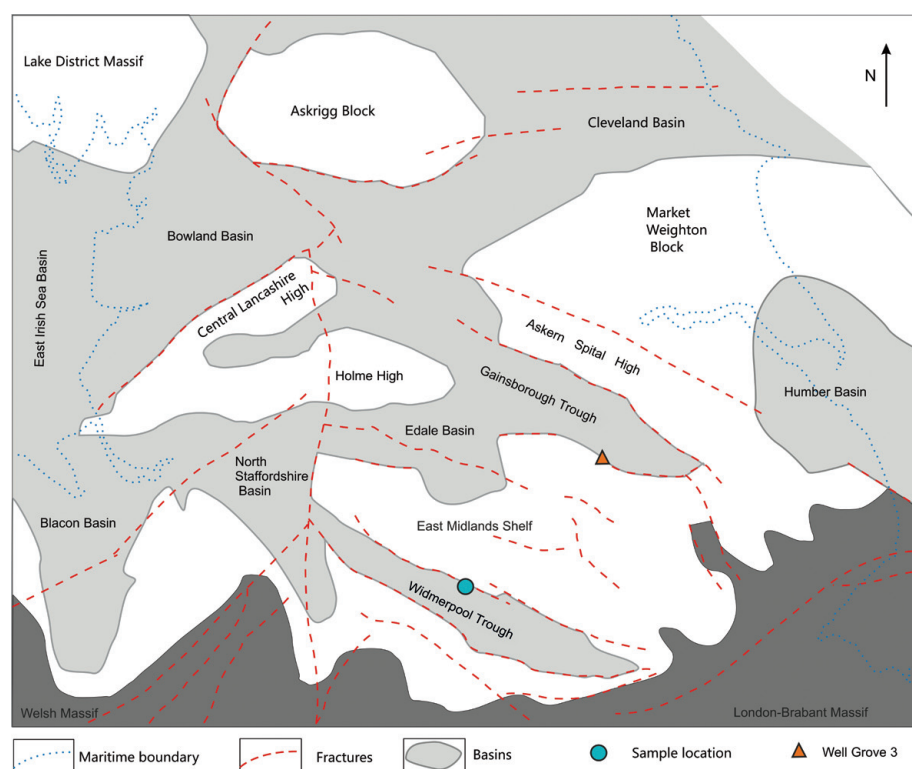 Lake District Massif
N
Askrigg Block
Cleveland Basin
Market
Weighton
Block
Bowland Basin
East Irish Sea Basin
Central Lancashire
High
Askern Spital High
Holme High
Gainsborough Trough
Humber Basin
Edale Basin
North
Staffordshire
Basin
Blacon Basin
East Midlands Shelf
Widmerpool Trough
Welsh Massif
London-Brabant Massif
Maritime boundary
Fractures
Basins
Sample location
Well Grove 3